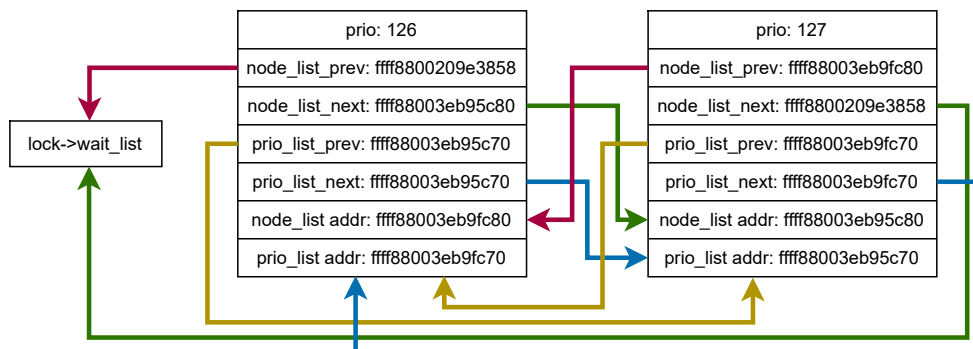 prio: 126
node_list_prev: ffff8800209e3858
node_list_next: ffff88003eb95c80
prio_list_prev: ffff88003eb95c70
prio_list_next: ffff88003eb95c70
node_list addr: ffff88003eb9fc80
prio_list addr: ffff88003eb9fc70
prio: 127
node_list_prev: ffff88003eb9fc80
node_list_next: ffff8800209e3858
prio_list_prev: ffff88003eb9fc70
prio_list_next: ffff88003eb9fc70
node_list addr: ffff88003eb95c80
prio_list addr: ffff88003eb95c70
lock->wait_list